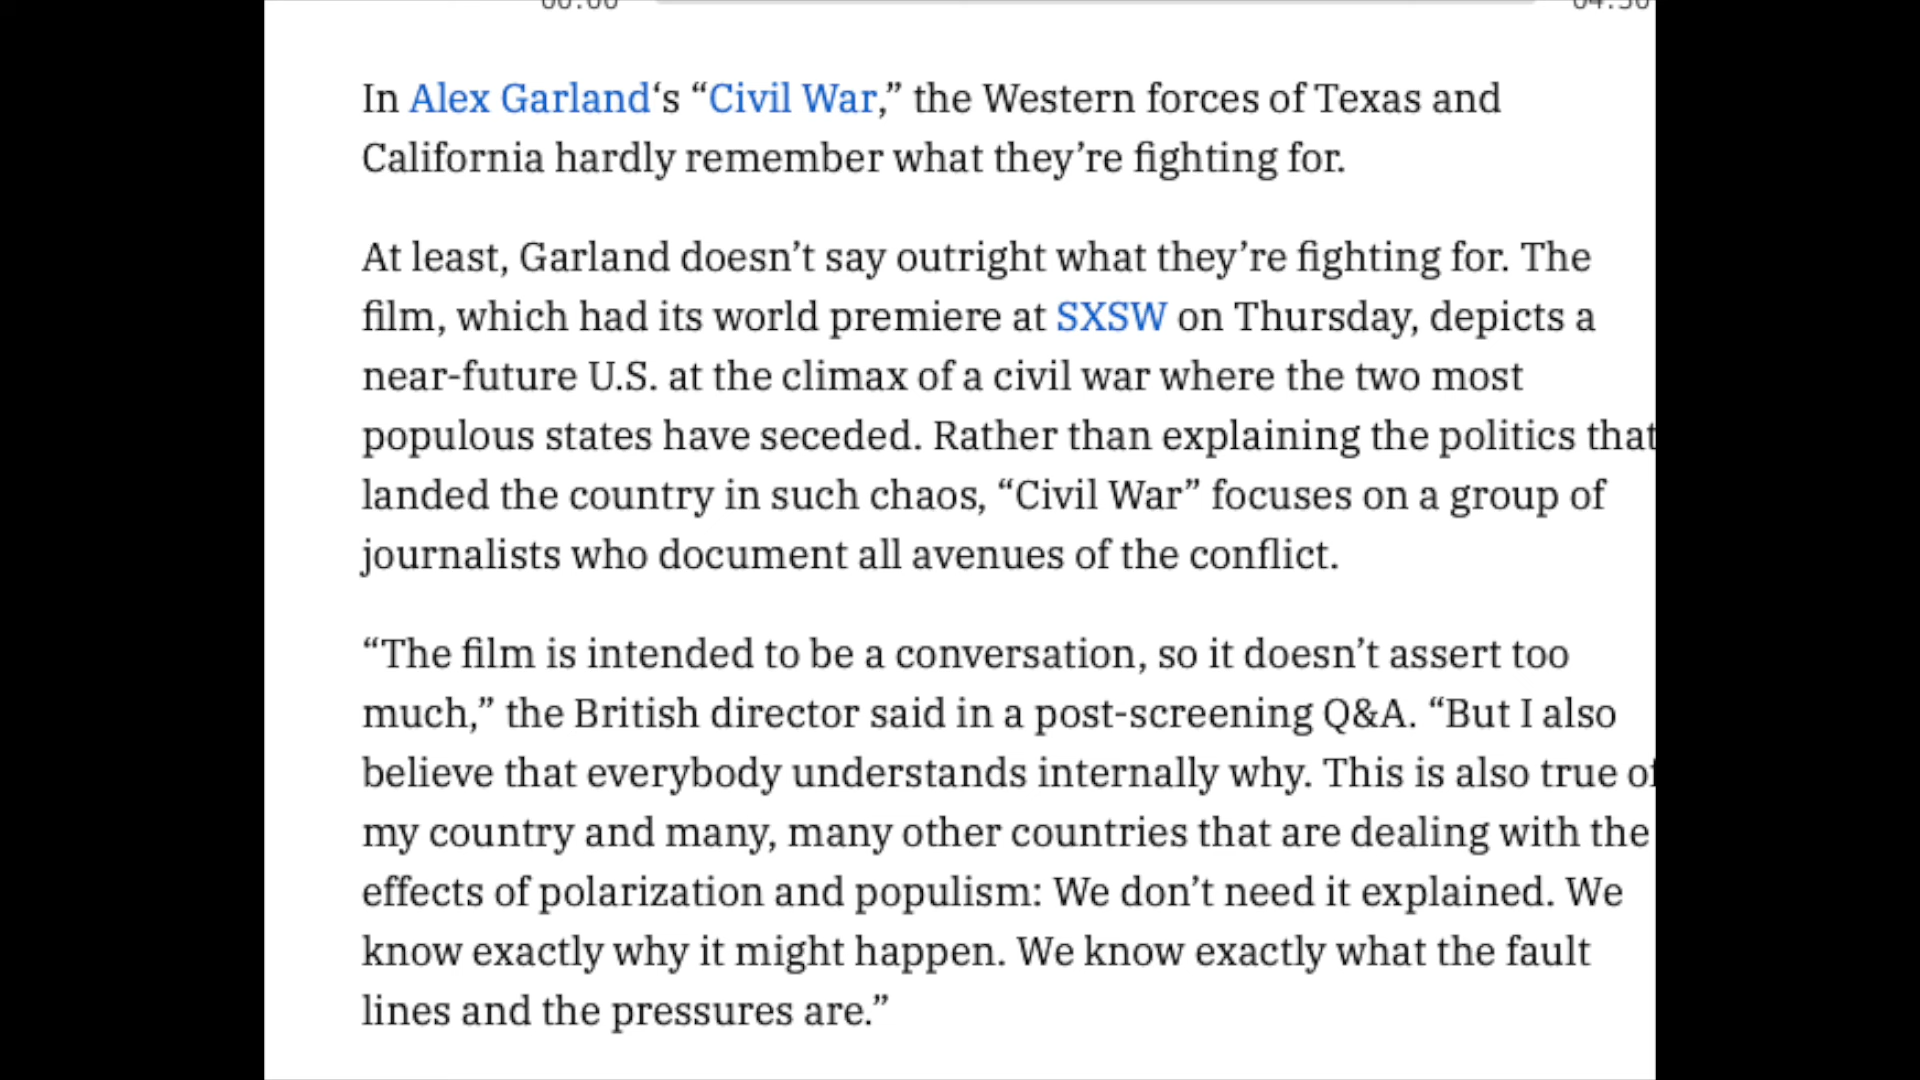 00:00 04:30
In Alex Garland‘s “Civil War,” the Western forces of Texas and
California hardly remember what they’re fighting for.
At least, Garland doesn’t say outright what they’re fighting for. The
film, which had its world premiere at SXSW on Thursday, depicts a
near-future U.S. at the climax of a civil war where the two most
populous states have seceded. Rather than explaining the politics that
landed the country in such chaos, “Civil War” focuses on a group of
journalists who document all avenues of the conflict.
“The film is intended to be a conversation, so it doesn’t assert too
much,” the British director said in a post-screening Q&A. “But I also
believe that everybody understands internally why. This is also true of
my country and many, many other countries that are dealing with the
effects of polarization and populism: We don’t need it explained. We
know exactly why it might happen. We know exactly what the fault
lines and the pressures are.”